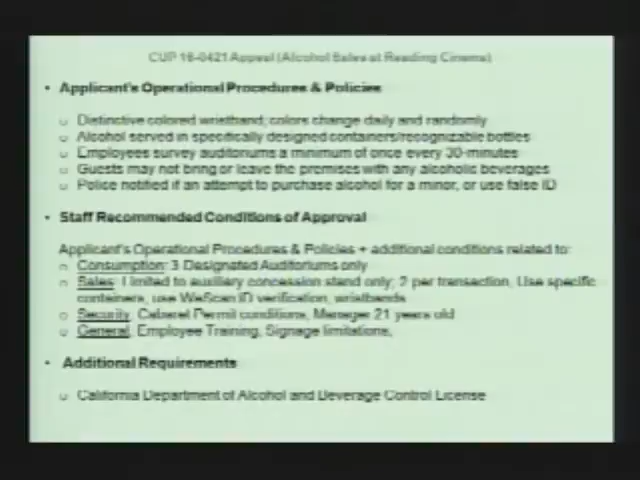 CUP 16-0421 Appeal (Alcohol Sales at Reading Cinema)
• Applicant's Operational Procedures & Policies
o Distinctive colored wristband; colors change daily and randomly
o Alcohol served in specifically designed containers/recognizable bottles
o Employees survey auditoriums a minimum of once every 30-minutes
o Guests may not bring or leave the premises with any alcoholic beverages
o Police notified if an attempt to purchase alcohol for a minor, or use false ID
• Staff Recommended Conditions of Approval
Applicant's Operational Procedures & Policies + additional conditions related to:
o Consumption: 3 Designated Auditoriums only
o Sales: Limited to auxiliary concession stand only; 2 per transaction, Use specific
containers, use WeScan ID verification, wristbands
o Security: Cabaret Permit conditions, Manager 21 years old
o General: Employee Training, Signage limitations,
• Additional Requirements
o California Department of Alcohol and Beverage Control License